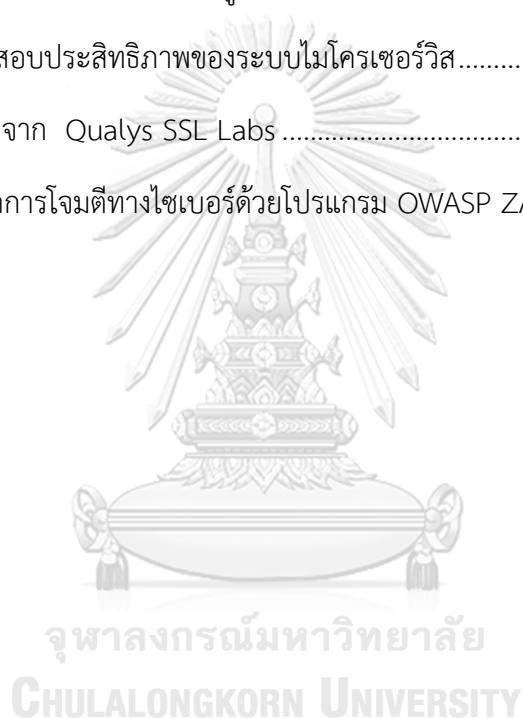 สอบประสิทธิภาพของระบบไมโครเซอร์วิส.........
จาก Qualys SSL Labs.................................
การโจมตีทางไซเบอร์ด้วยโปรแกรม OWASP ZA
จุฬาลงกรณ์มหาวิทยาลัย
CHULALONGKORN UNIVERSITY